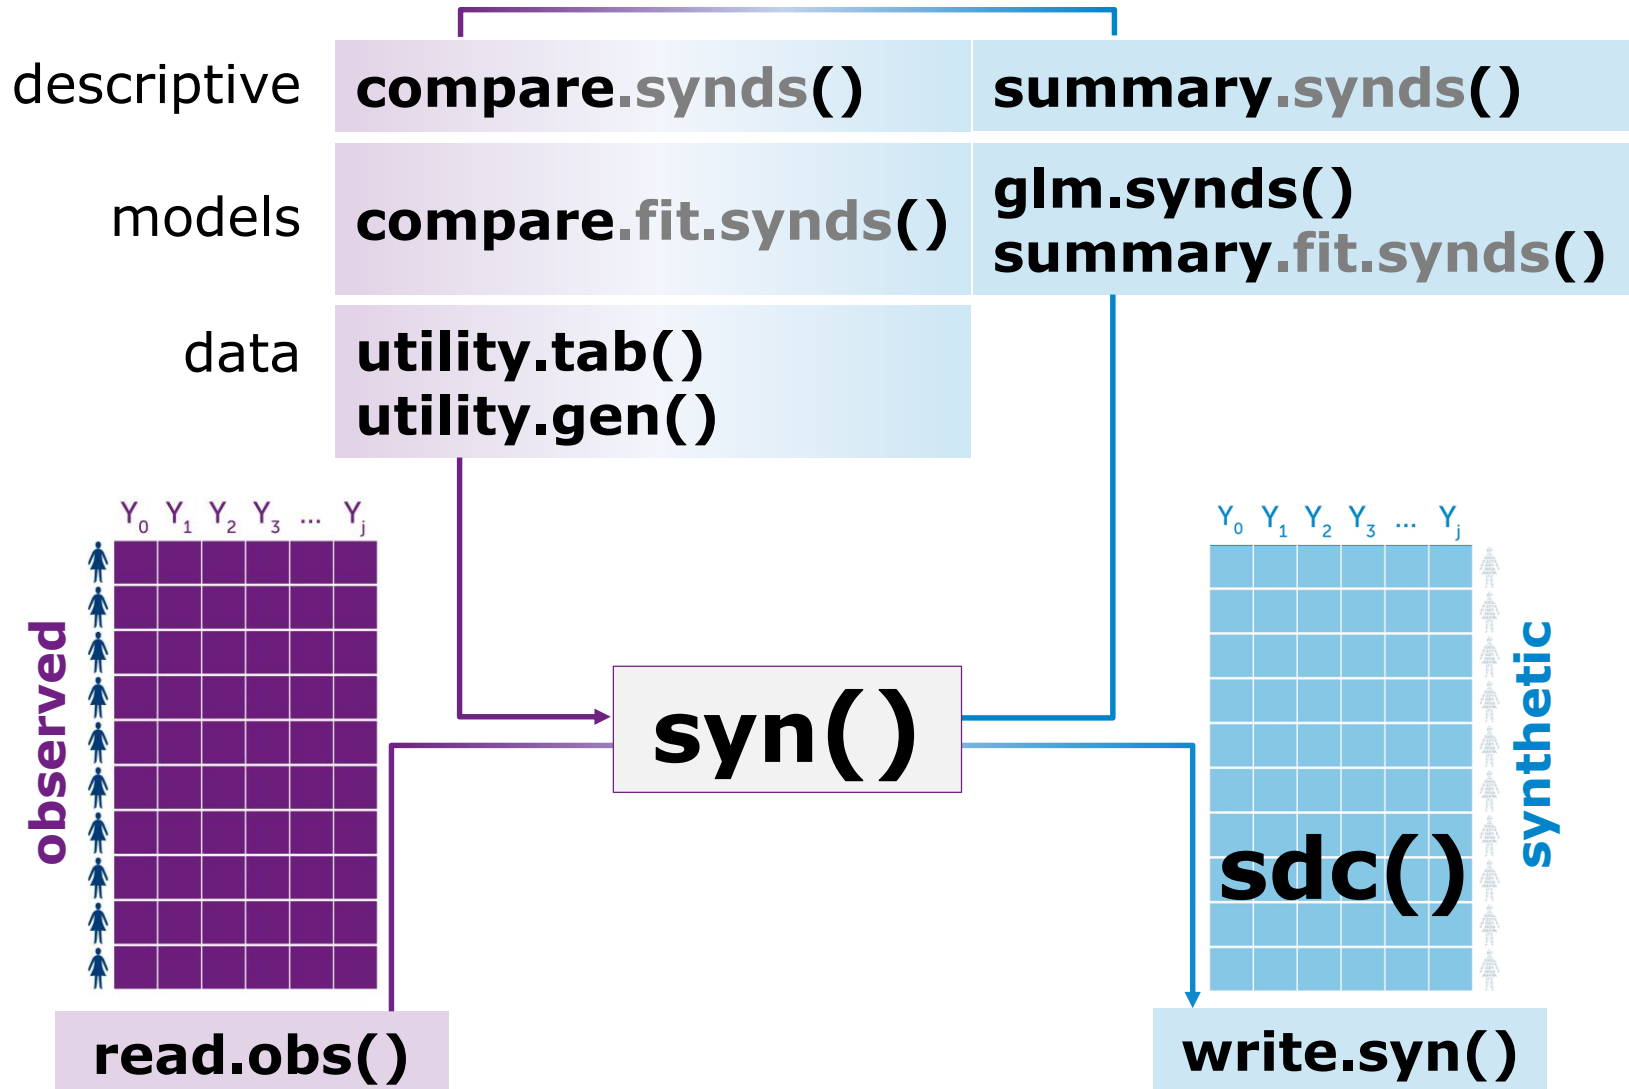 descriptive
compare.synds()
summary.synds()
models
compare.fit.synds()
glm.synds()
summary.fit.synds()
data
utility.tab()
utility.gen()
Y0 Y1 Y2 Y3 ... Yj
Y0 Y1 Y2 Y3 ... Yj
observed
syn()
sdc()
synthetic
read.obs()
write.syn()